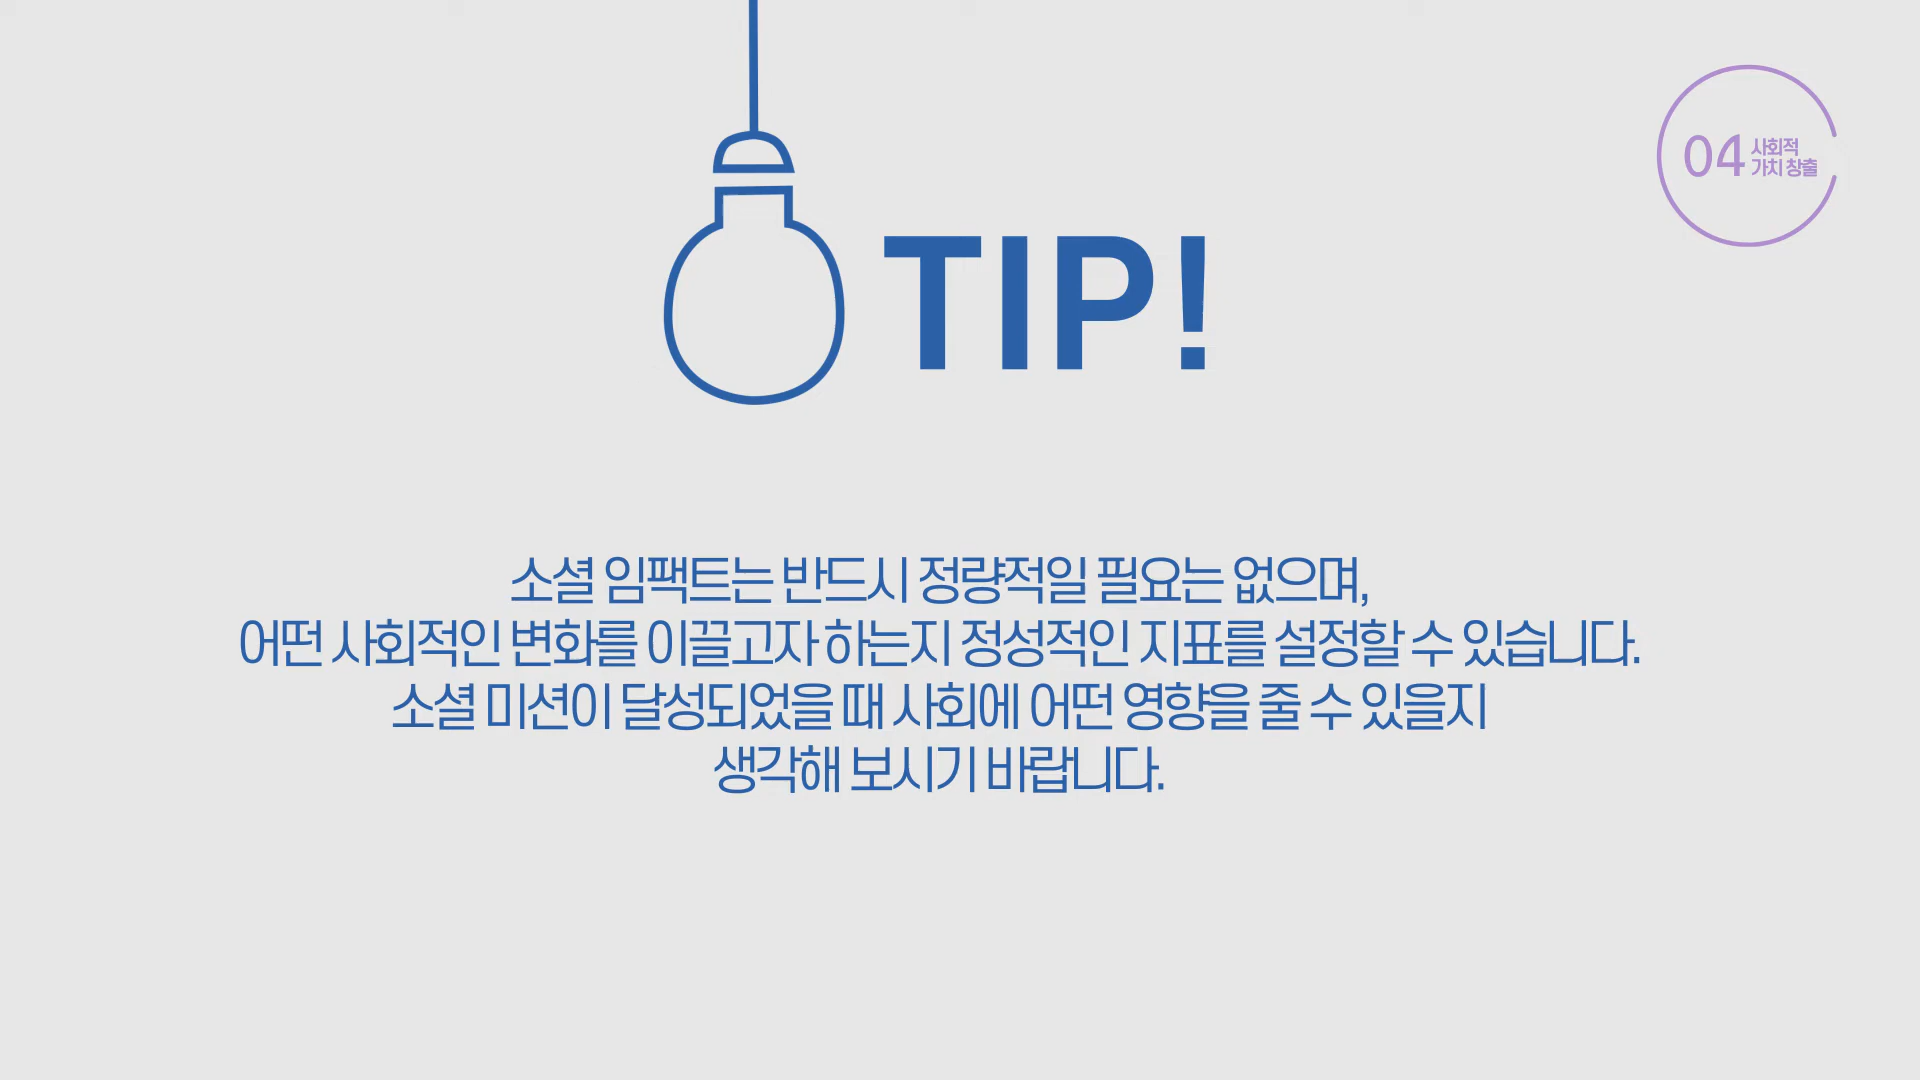 04 사회적
가치 창출
TIP!
소셜 임팩트는 반드시 정량적일 필요는 없으며,
어떤 사회적인 변화를 이끌고자 하는지 정성적인 지표를 설정할 수 있습니다.
소셜 미션이 달성되었을 때 사회에 어떤 영향을 줄 수 있을지
생각해 보시기 바랍니다.